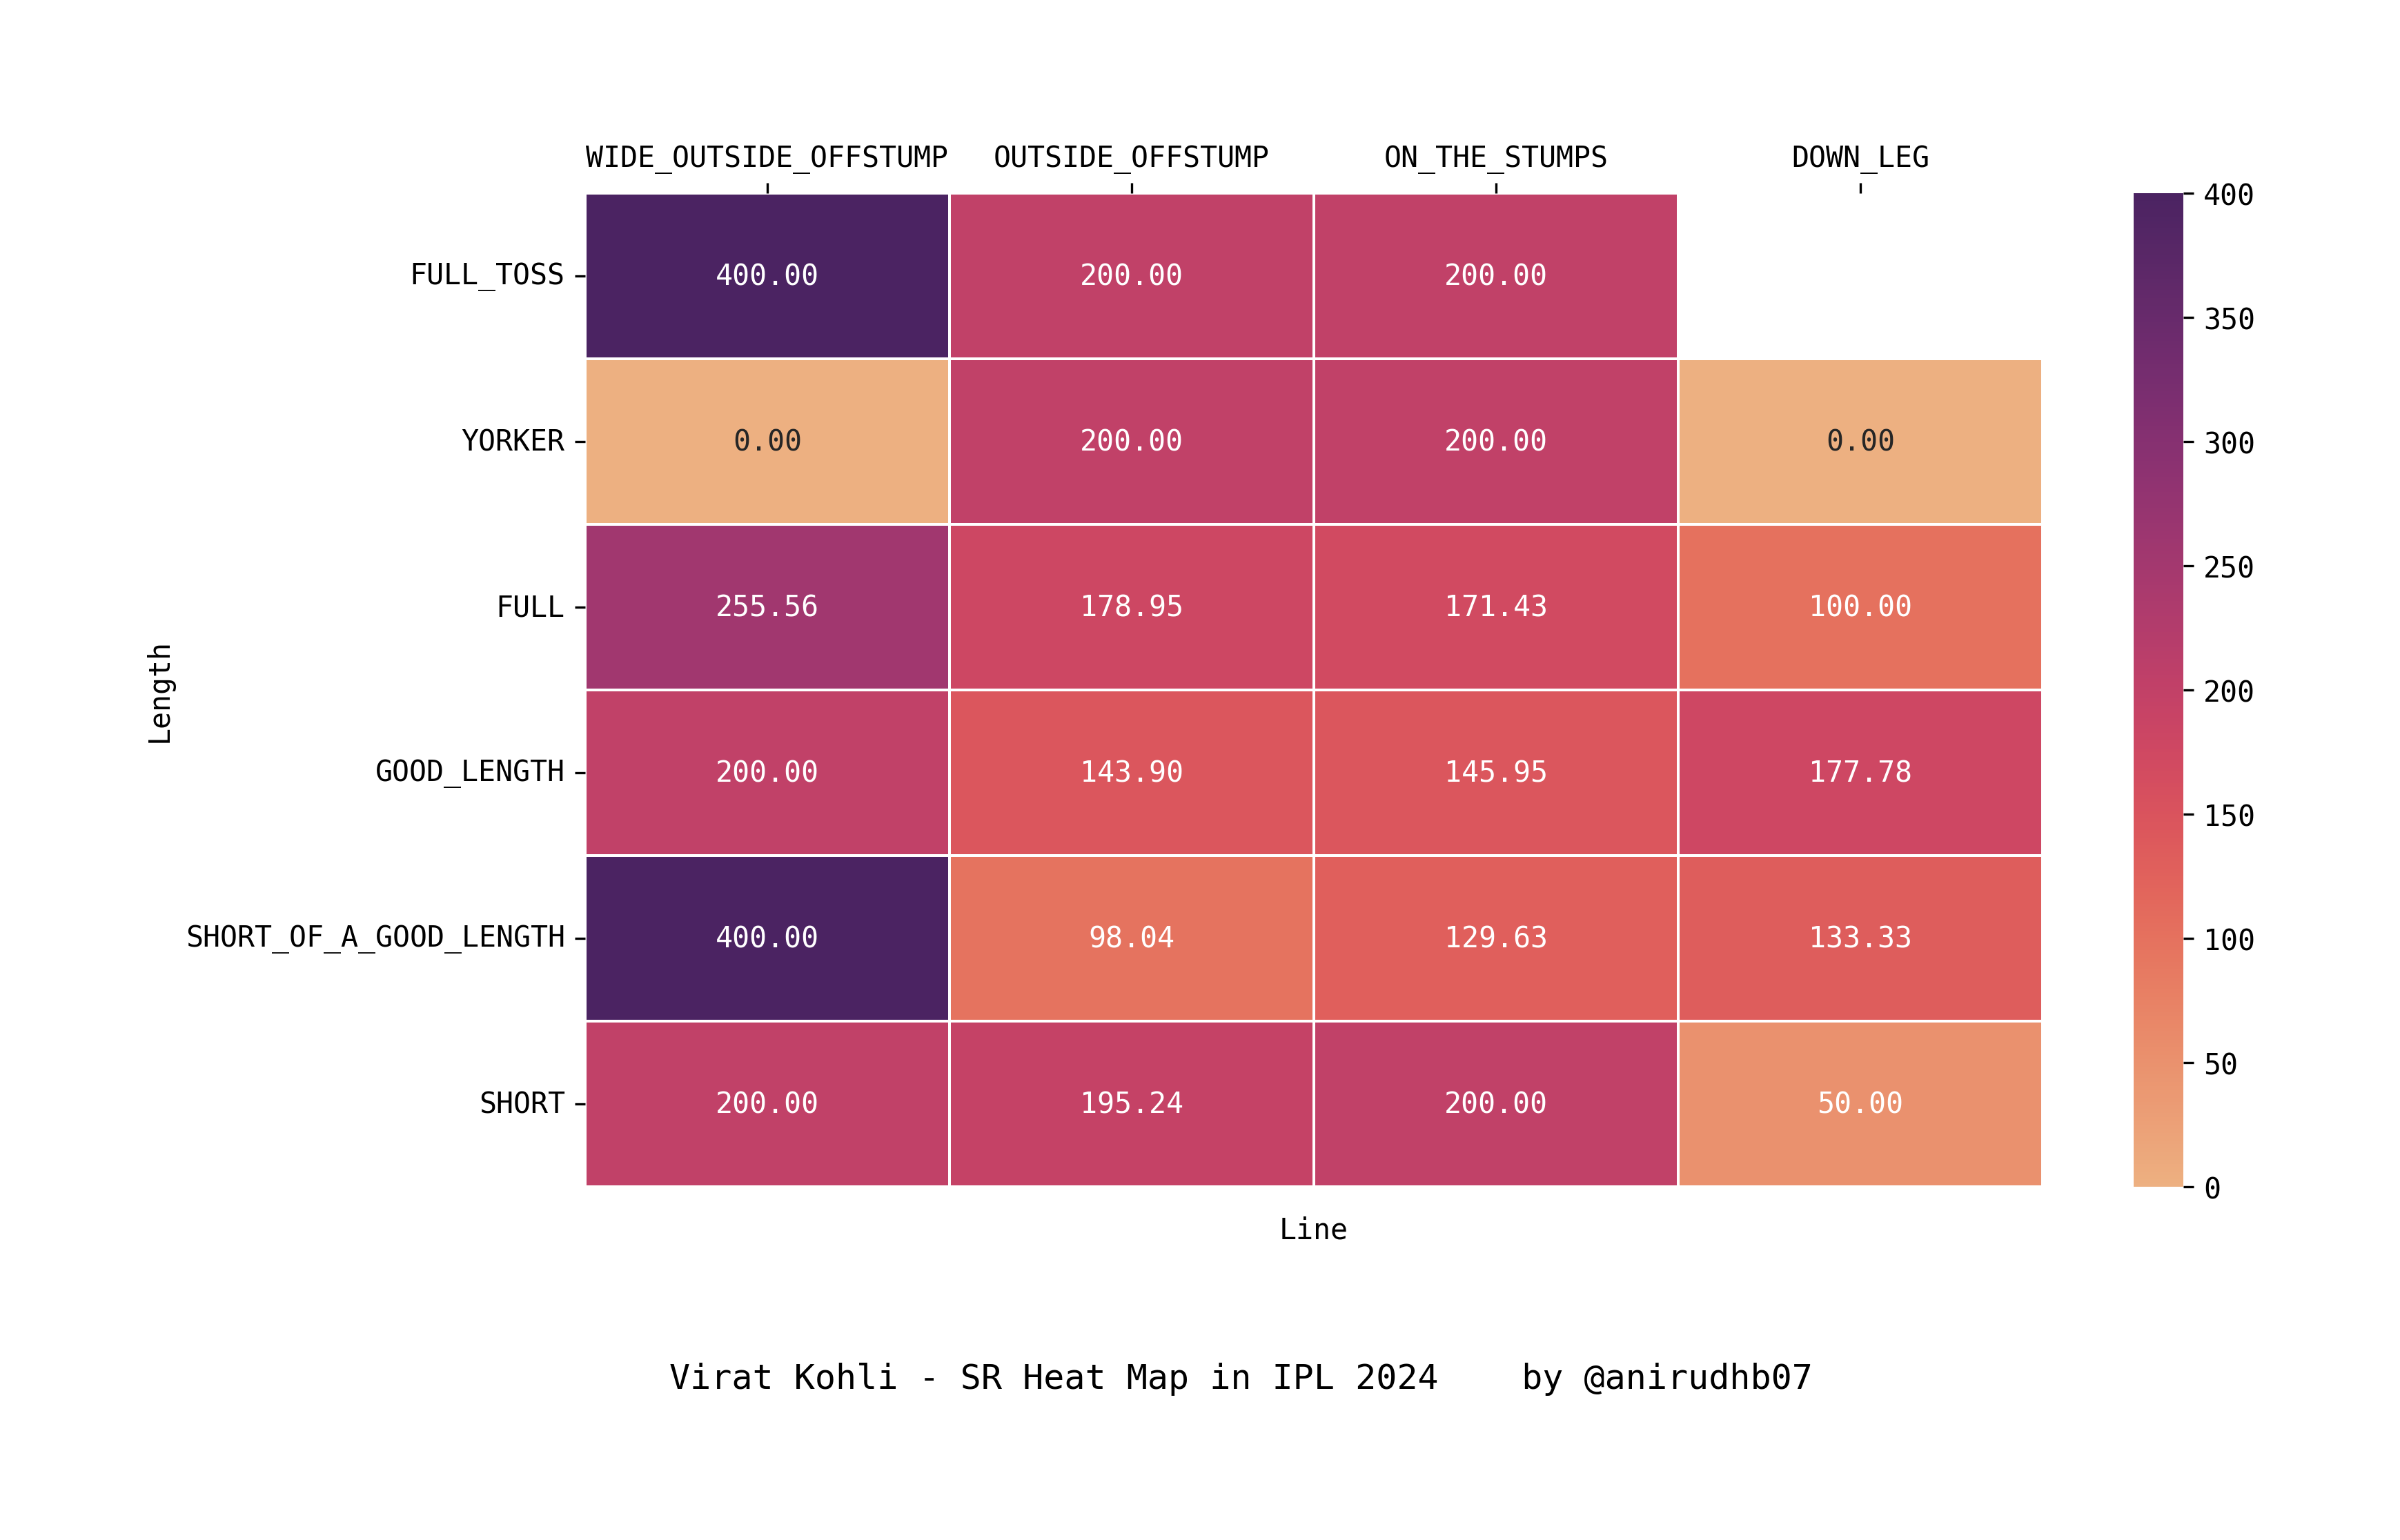 WIDE_OUTSIDE_OFFSTUMP OUTSIDE_OFFSTUMP ON_THE_STUMPS DOWN_LEG
FULL_TOSS 400.00 200.00 200.00
YORKER 0.00 200.00 200.00 0.00
FULL 255.56 178.95 171.43 100.00
GOOD_LENGTH 200.00 143.90 145.95 177.78
SHORT_OF_A_GOOD_LENGTH 400.00 98.04 129.63 133.33
SHORT 200.00 195.24 200.00 50.00
Length
Line
400
350
300
250
200
150
100
50
0
Virat Kohli - SR Heat Map in IPL 2024 by @anirudhb07